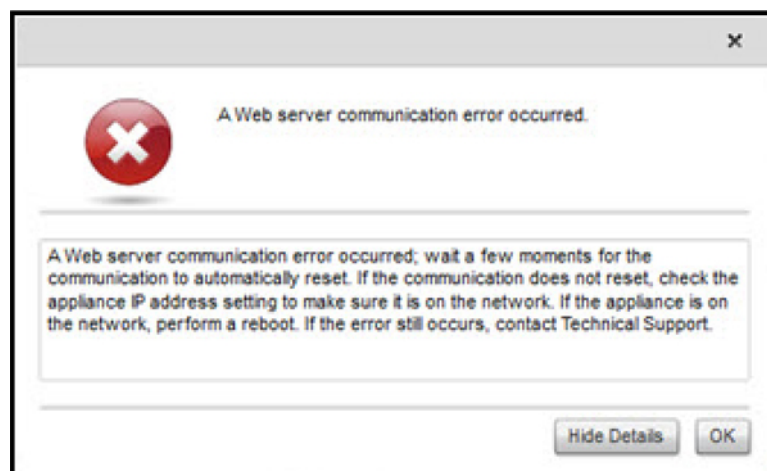 A Web server communication error occurred.
A Web server communication error occurred; wait a few moments for the
communication to automatically reset. If the communication does not reset, check the
appliance IP address setting to make sure it is on the network. If the appliance is on
the network, perform a reboot. If the error still occurs, contact Technical Support.
Hide Details
OK